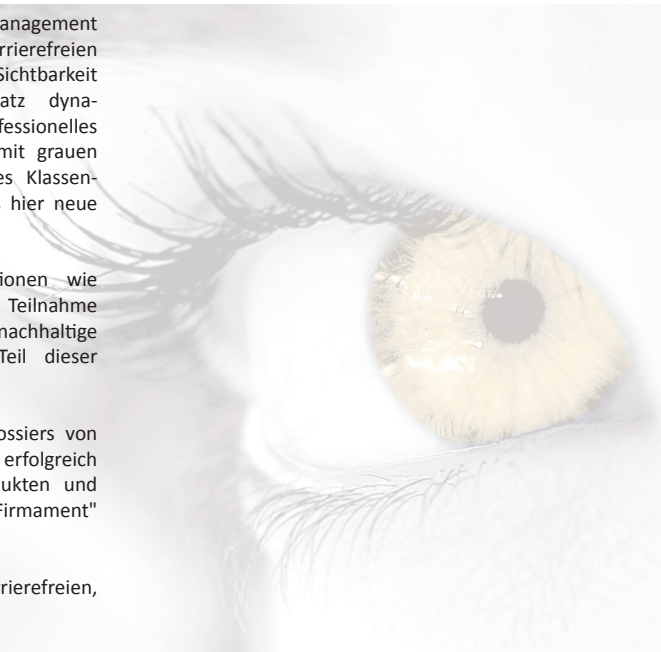 anagement
rrierefreien
Sichtbarkeit
atz dyna-
fessionelles
mit grauen
es Klassen-
hier neue
ionen wie
Teilnahme
nachhaltige
Teil dieser
ossiers von
erfolgreich
ukten und
Firmament"
rierefreien,